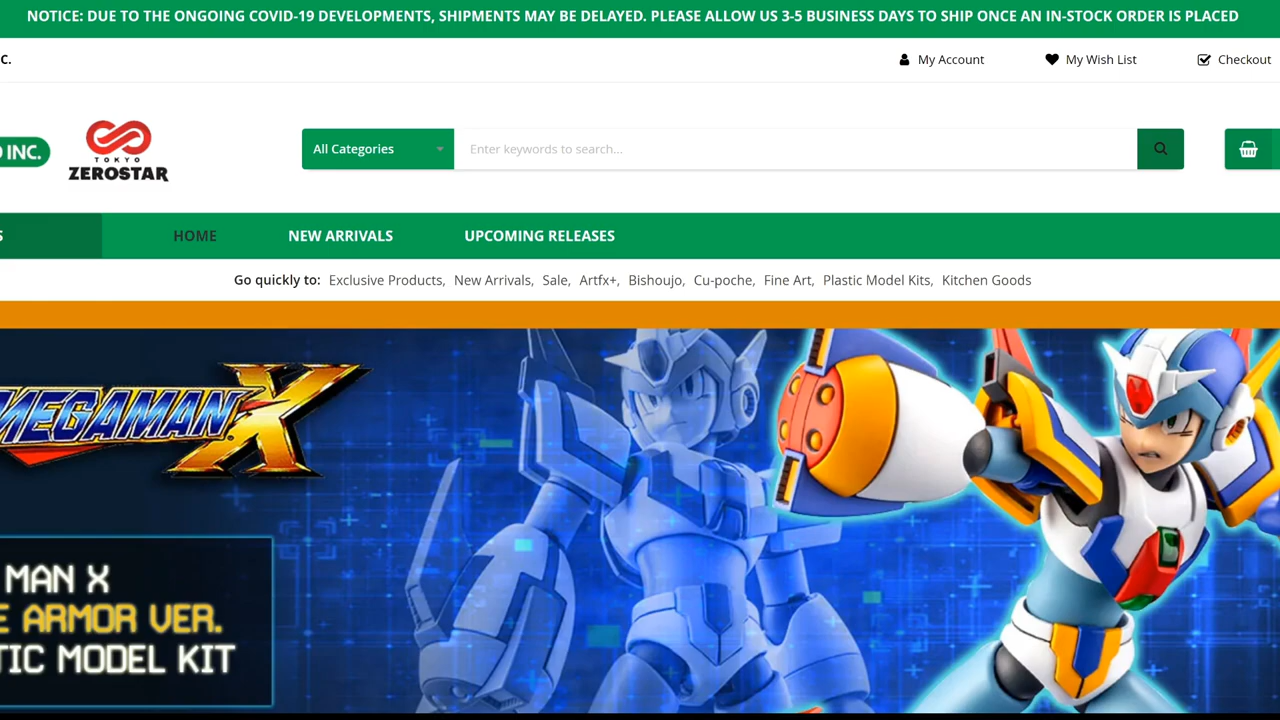 NOTICE: DUE TO THE ONGOING COVID-19 DEVELOPMENTS, SHIPMENTS MAY BE DELAYED. PLEASE ALLOW US 3-5 BUSINESS DAYS TO SHIP ONCE AN IN-STOCK ORDER IS PLACED
C.
My Account
My Wish List
Checkout
INC.
TOKYO
ZEROSTAR
All Categories
Enter keywords to search...
S
HOME
NEW ARRIVALS
UPCOMING RELEASES
Go quickly to: Exclusive Products, New Arrivals, Sale, Artfx+, Bishoujo, Cu-poche, Fine Art, Plastic Model Kits, Kitchen Goods
MEGAMAN X
MAN X
E ARMOR VER.
TIC MODEL KIT